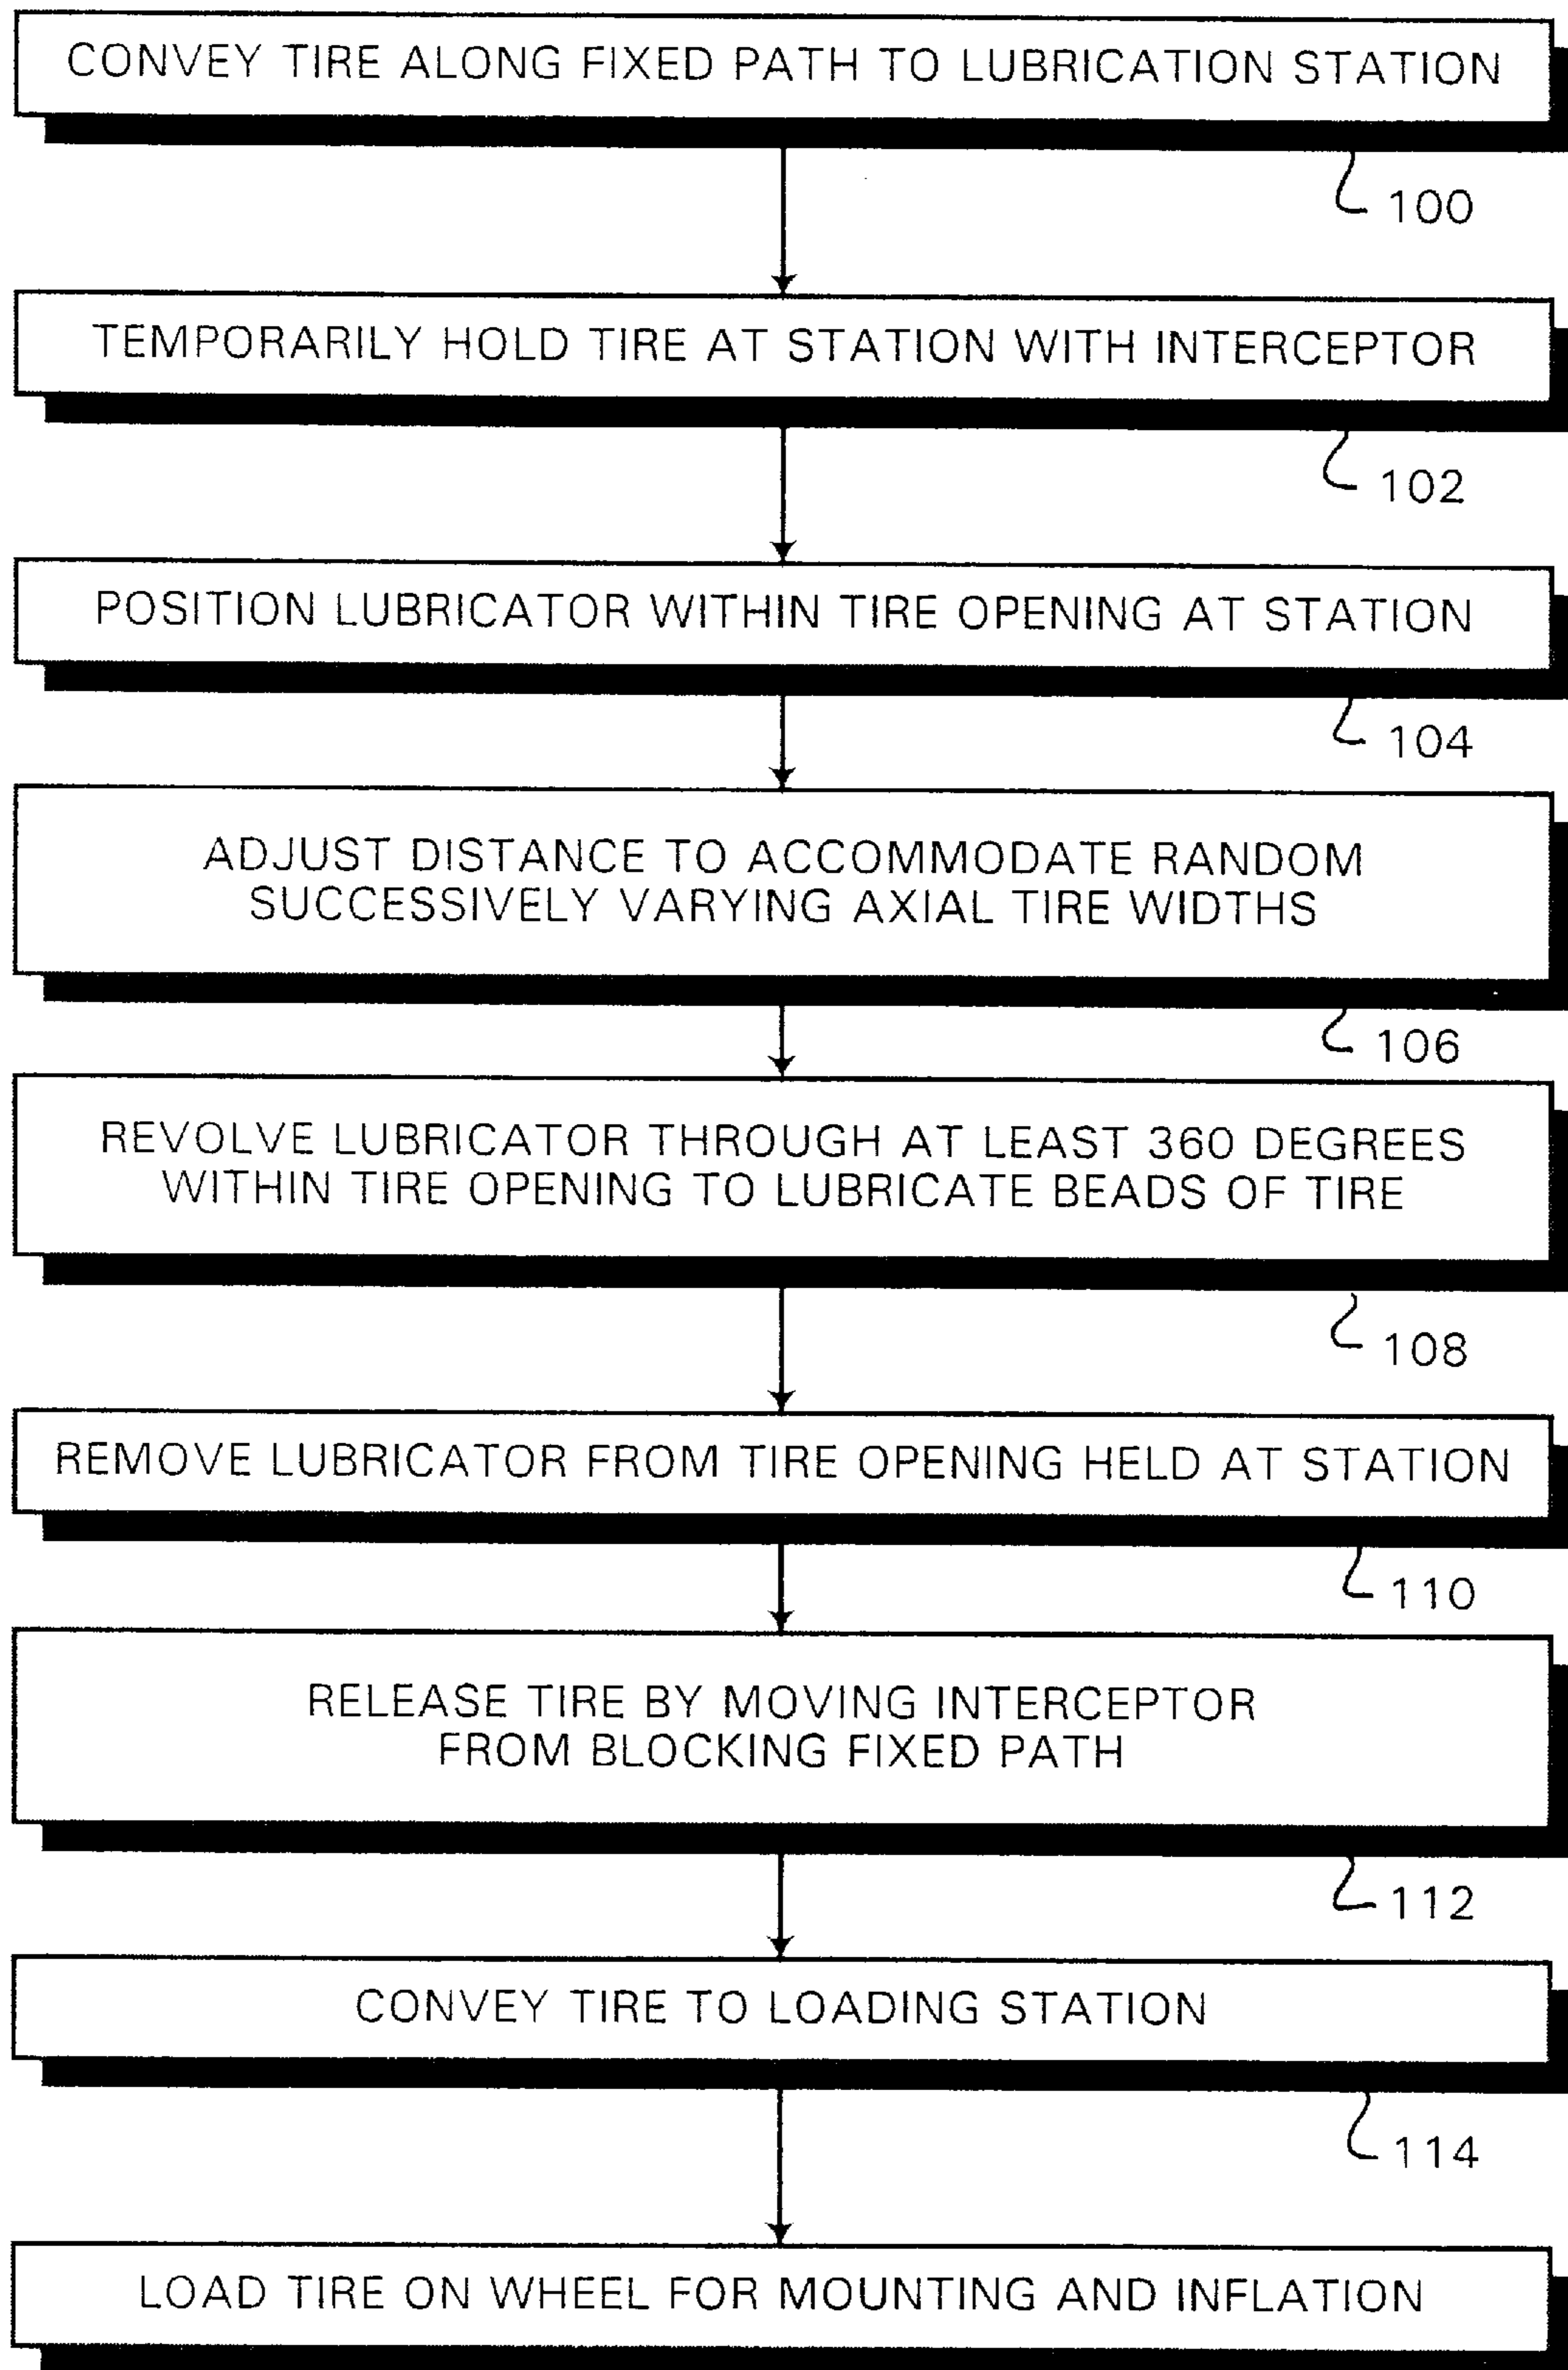 CONVEY TIRE ALONG FIXED PATH TO LUBRICATION STATION
100
TEMPORARILY HOLD TIRE AT STATION WITH INTERCEPTOR
102
POSITION LUBRICATOR WITHIN TIRE OPENING AT STATION
104
ADJUST DISTANCE TO ACCOMMODATE RANDOM
SUCCESSIVELY VARYING AXIAL TIRE WIDTHS
106
REVOLVE LUBRICATOR THROUGH AT LEAST 360 DEGREES
WITHIN TIRE OPENING TO LUBRICATE BEADS OF TIRE
108
REMOVE LUBRICATOR FROM TIRE OPENING HELD AT STATION
110
RELEASE TIRE BY MOVING INTERCEPTOR
FROM BLOCKING FIXED PATH
112
CONVEY TIRE TO LOADING STATION
114
LOAD TIRE ON WHEEL FOR MOUNTING AND INFLATION